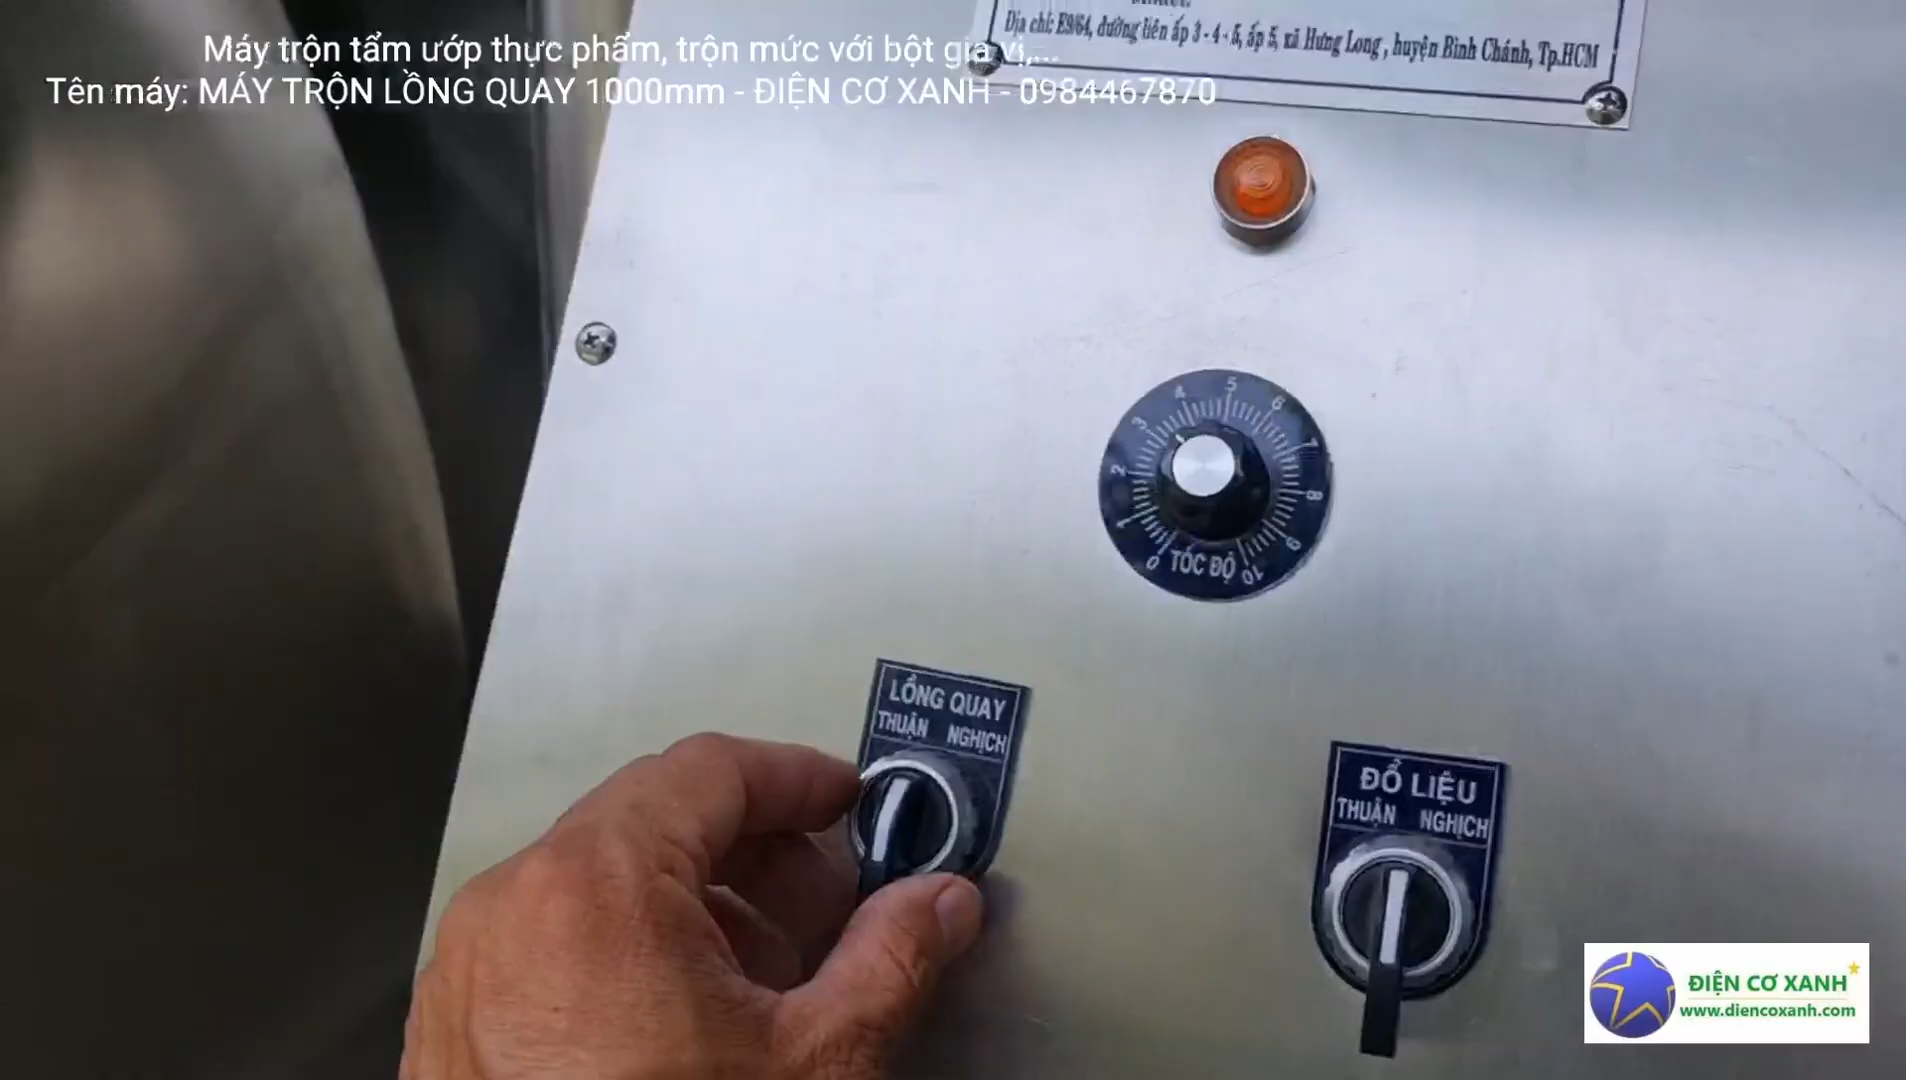 Máy trộn tẩm ướp thực phẩm, trộn mức với bột gia vị,...
Tên máy: MÁY TRỘN LỒNG QUAY 1000mm - ĐIỆN CƠ XANH - 0984467870
Địa chỉ: E9/64, đường liên ấp 3 - 4 - 5, ấp 5, xã Hưng Long , huyện Bình Chánh, Tp.HCM
0 1 2 3 4 5 6 7 8 9 10
TỐC ĐỘ
LỒNG QUAY
THUẬN NGHỊCH
ĐỔ LIỆU
THUẬN NGHỊCH
ĐIỆN CƠ XANH
www.diencoxanh.com